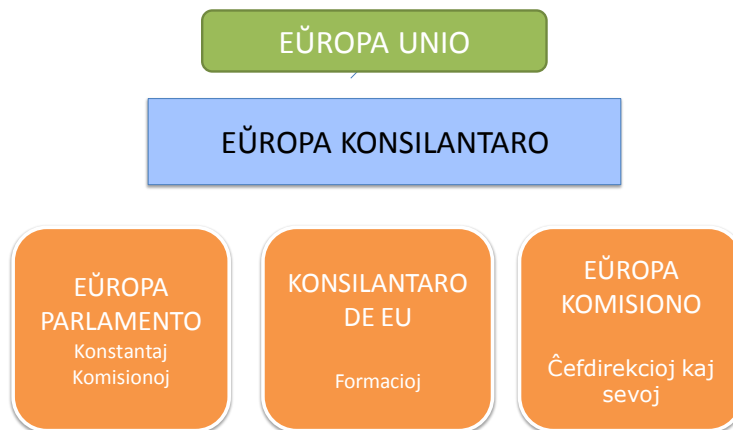 EŬROPA UNIO
EŬROPA KONSILANTARO
EŬROPA
PARLAMENTO
Konstantaj
Komisionoj
KONSILANTARO
DE EU
Formacioj
EŬROPA
KOMISIONO
Ĉefdirekcioj kaj
sevoj